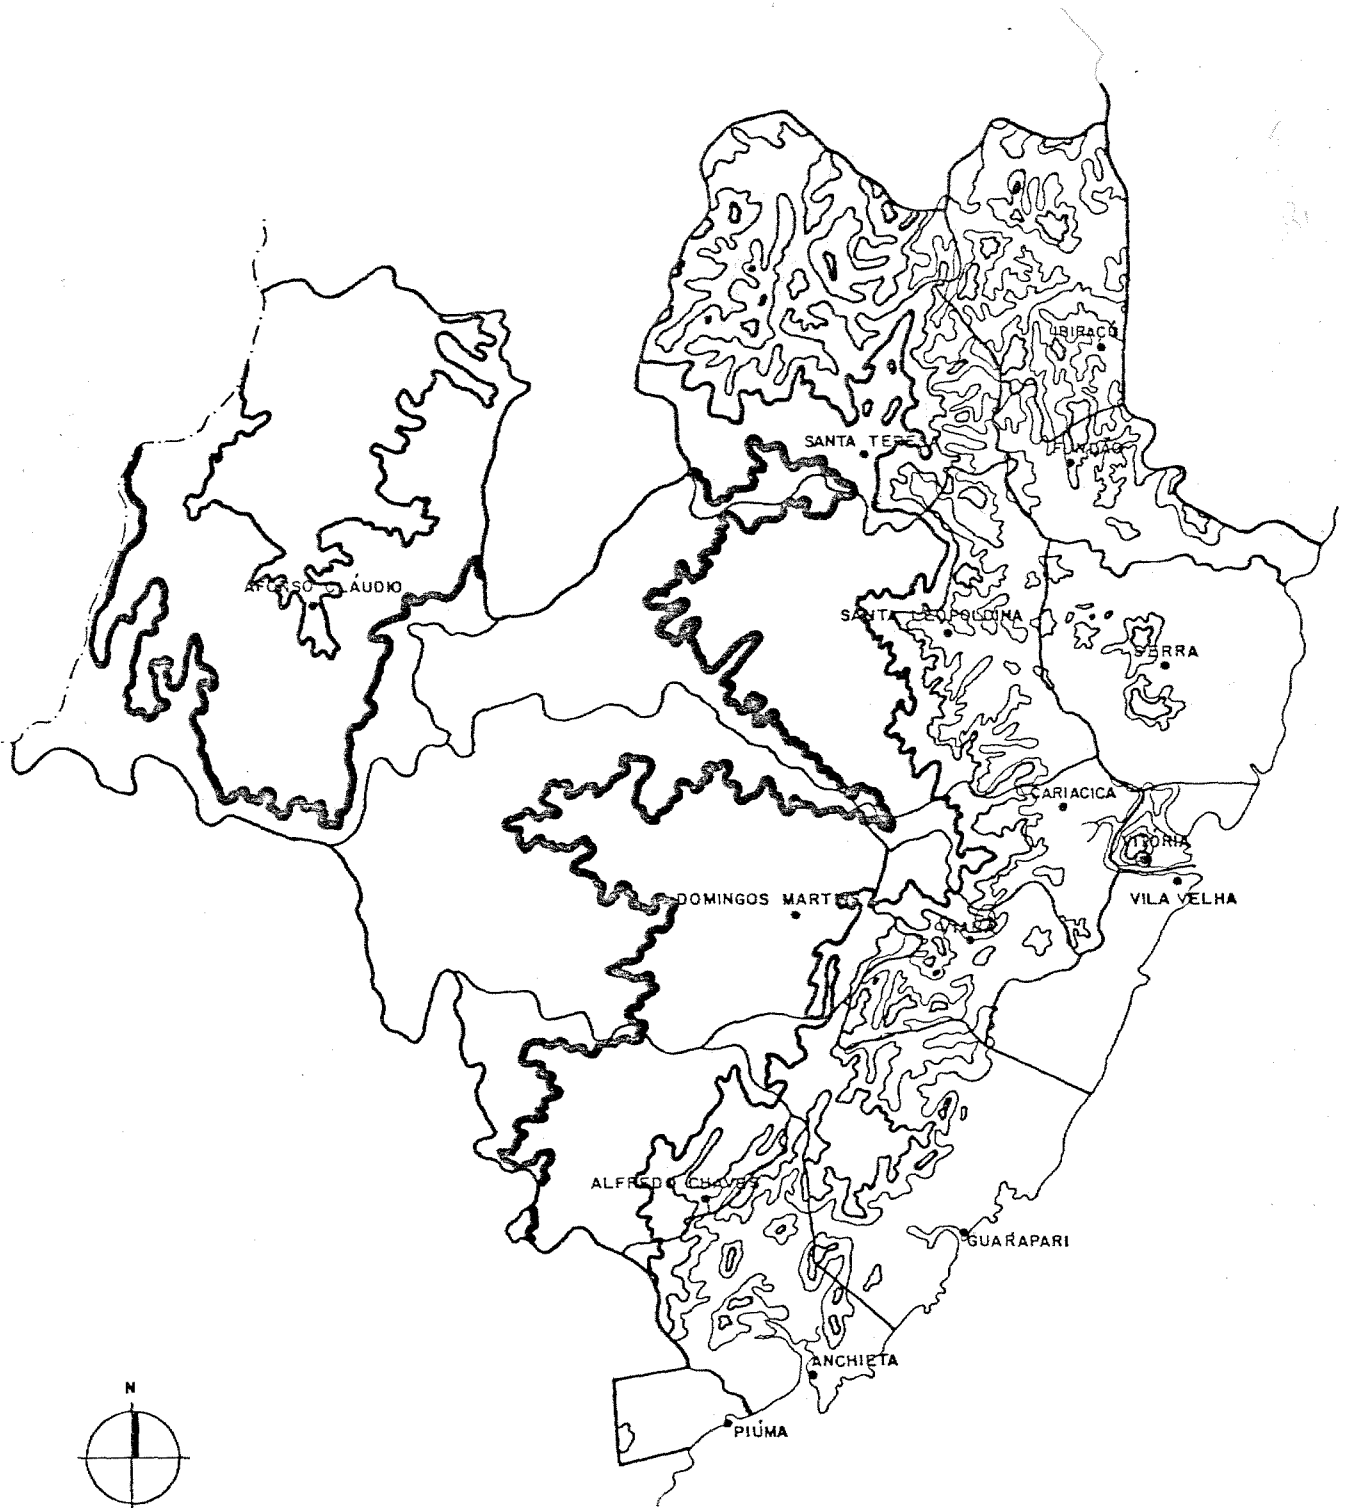 IBIRAÇÚ
SANTA TERESA
FUNDÃO
AFONSO CLÁUDIO
SANTA LEOPOLDINA
SERRA
CARIACICA
VITÓRIA
VILA VELHA
DOMINGOS MARTINS
VIANA
ALFREDO CHAVES
GUARAPARI
ANCHIETA
N
PIÚMA